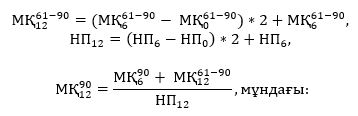 МҚ₁₂⁶¹⁻⁹⁰ = (МҚ₆⁶¹⁻⁹⁰ − МҚ₀⁶¹⁻⁹⁰) * 2 + МҚ₆⁶¹⁻⁹⁰,
НП₁₂ = (НП₆ − НП₀) * 2 + НП₆,
МҚ₁₂⁹⁰ = (МҚ₆⁹⁰ + МҚ₁₂⁶¹⁻⁹⁰) / НП₁₂, мұндағы: